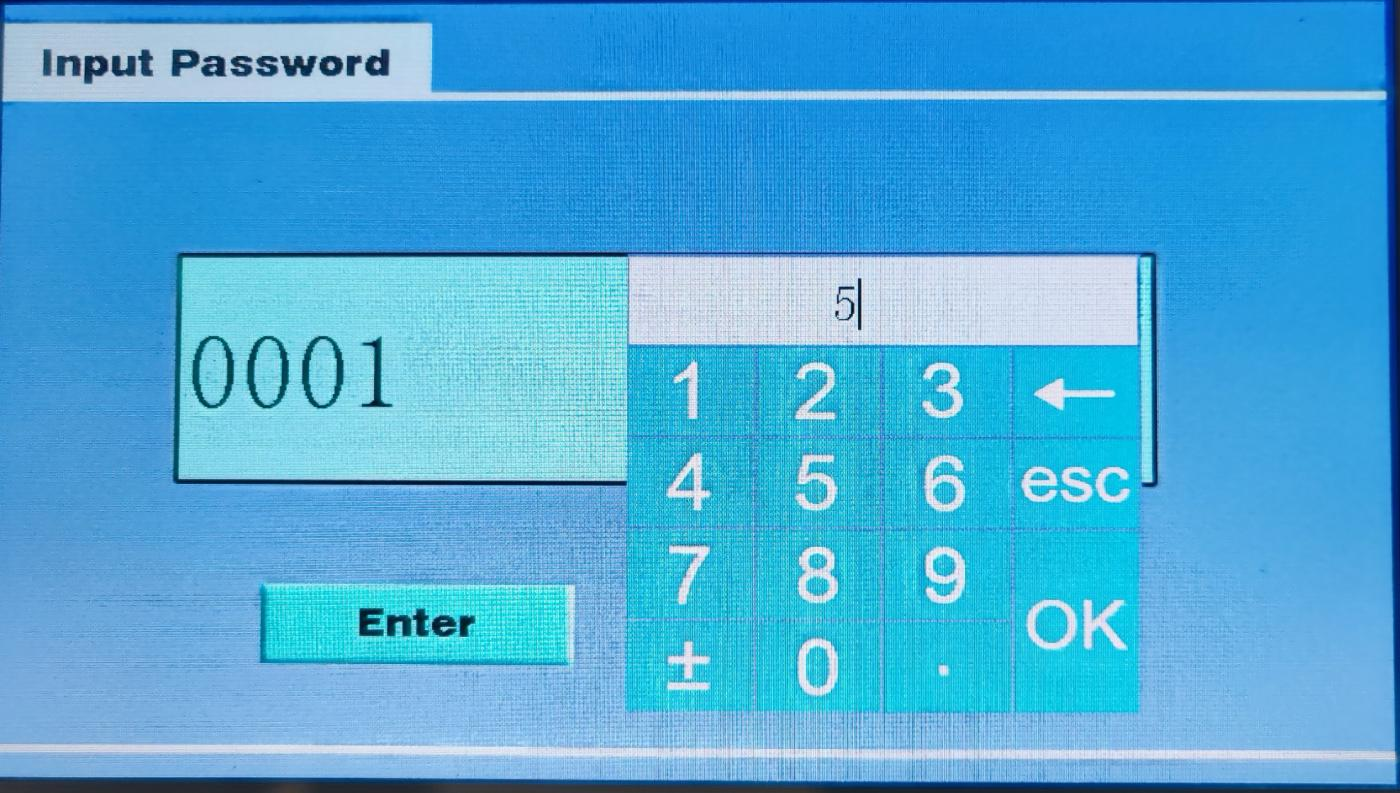 Input Password
0001
5
1 2 3 ←
4 5 6 esc
7 8 9
OK
± 0 .
Enter